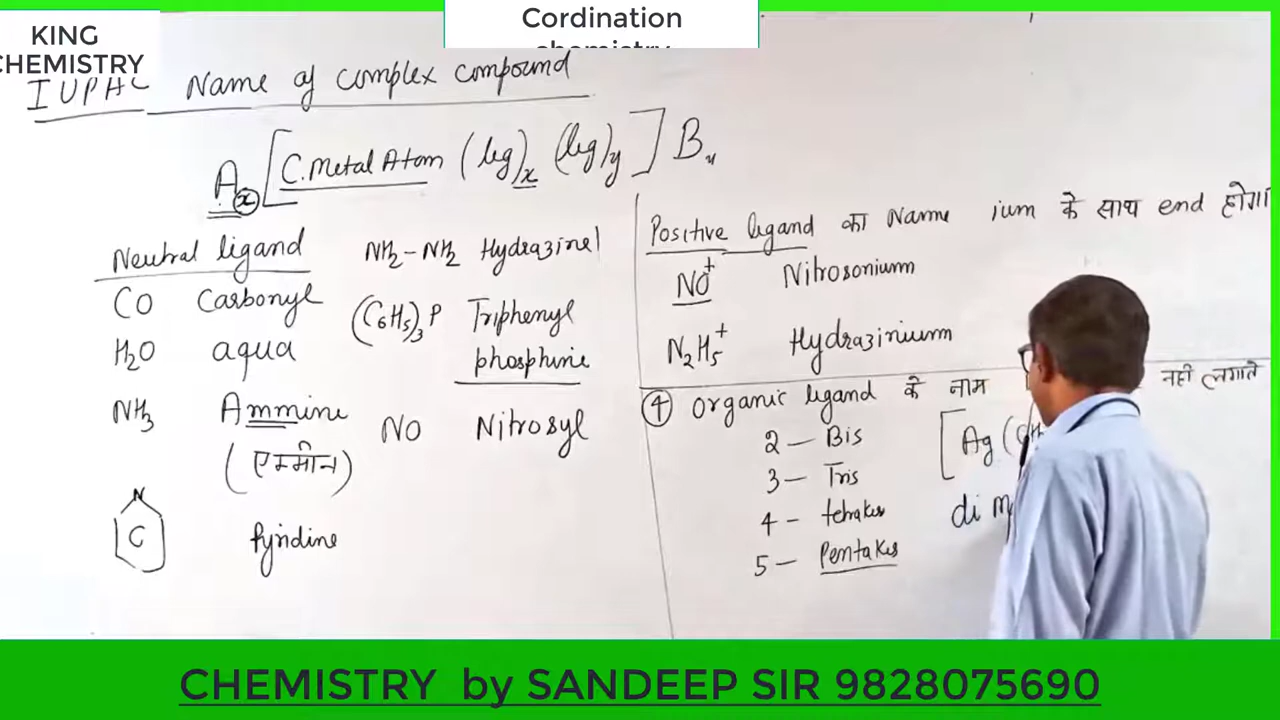 KING
CHEMISTRY
Cordination
chemistry
IUPAC Name of complex compound
Ax [C.Metal Atom (lig)x (lig)y] By
Neutral ligand
CO Carbonyl
H2O aqua
NH3 Ammine
(एम्मीन)
N
C Pyridine
NH2-NH2 Hydrazine
(C6H5)3P Triphenyl
phosphine
NO Nitrosyl
Positive ligand का Name ium के साथ end होगा
NO+ Nitrosonium
N2H5+ Hydrazinium
④ Organic ligand के नाम नही लगाते
2 — Bis
3 — Tris
4 - tetrakis
5 — Pentakis
[Ag (CH
di m
CHEMISTRY by SANDEEP SIR 9828075690